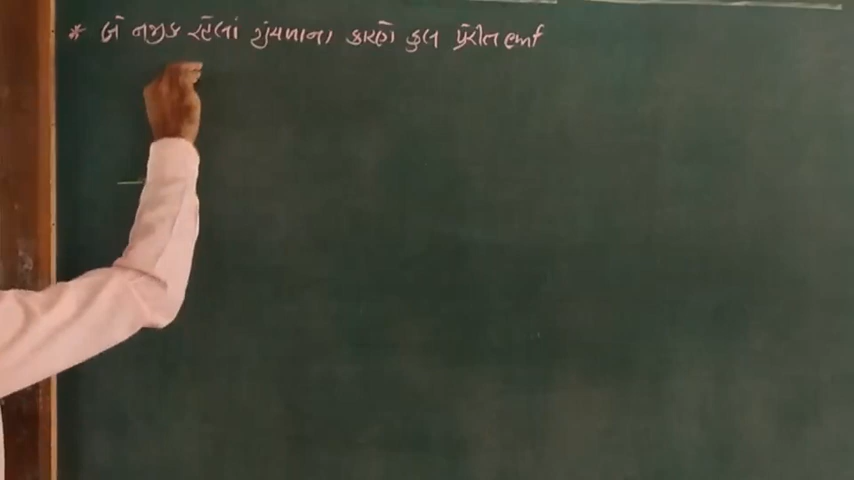 * બે નજીક રહેલાં ગુંચળાના કારણે કુલ પ્રેરીત emf